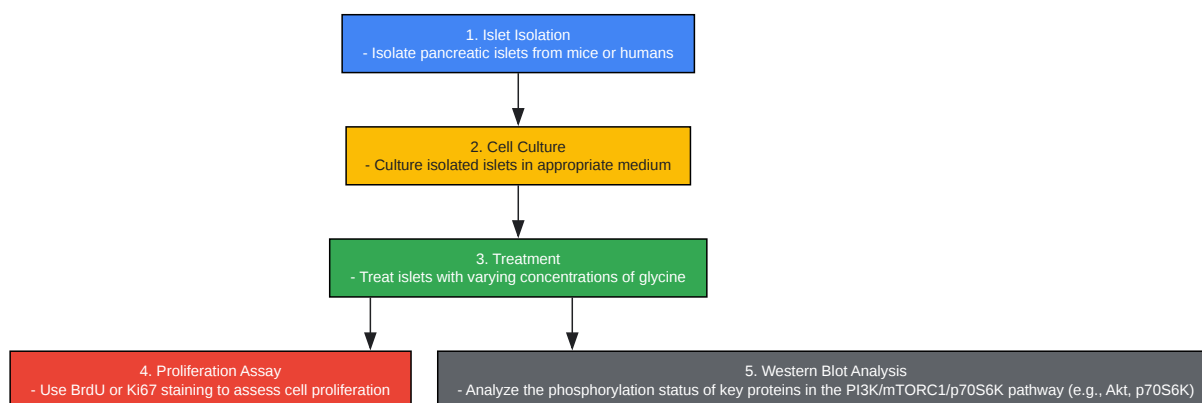 1. Islet Isolation
- Isolate pancreatic islets from mice or humans
2. Cell Culture
- Culture isolated islets in appropriate medium
3. Treatment
- Treat islets with varying concentrations of glycine
4. Proliferation Assay
- Use BrdU or Ki67 staining to assess cell proliferation
5. Western Blot Analysis
- Analyze the phosphorylation status of key proteins in the PI3K/mTORC1/p70S6K pathway (e.g., Akt, p70S6K)